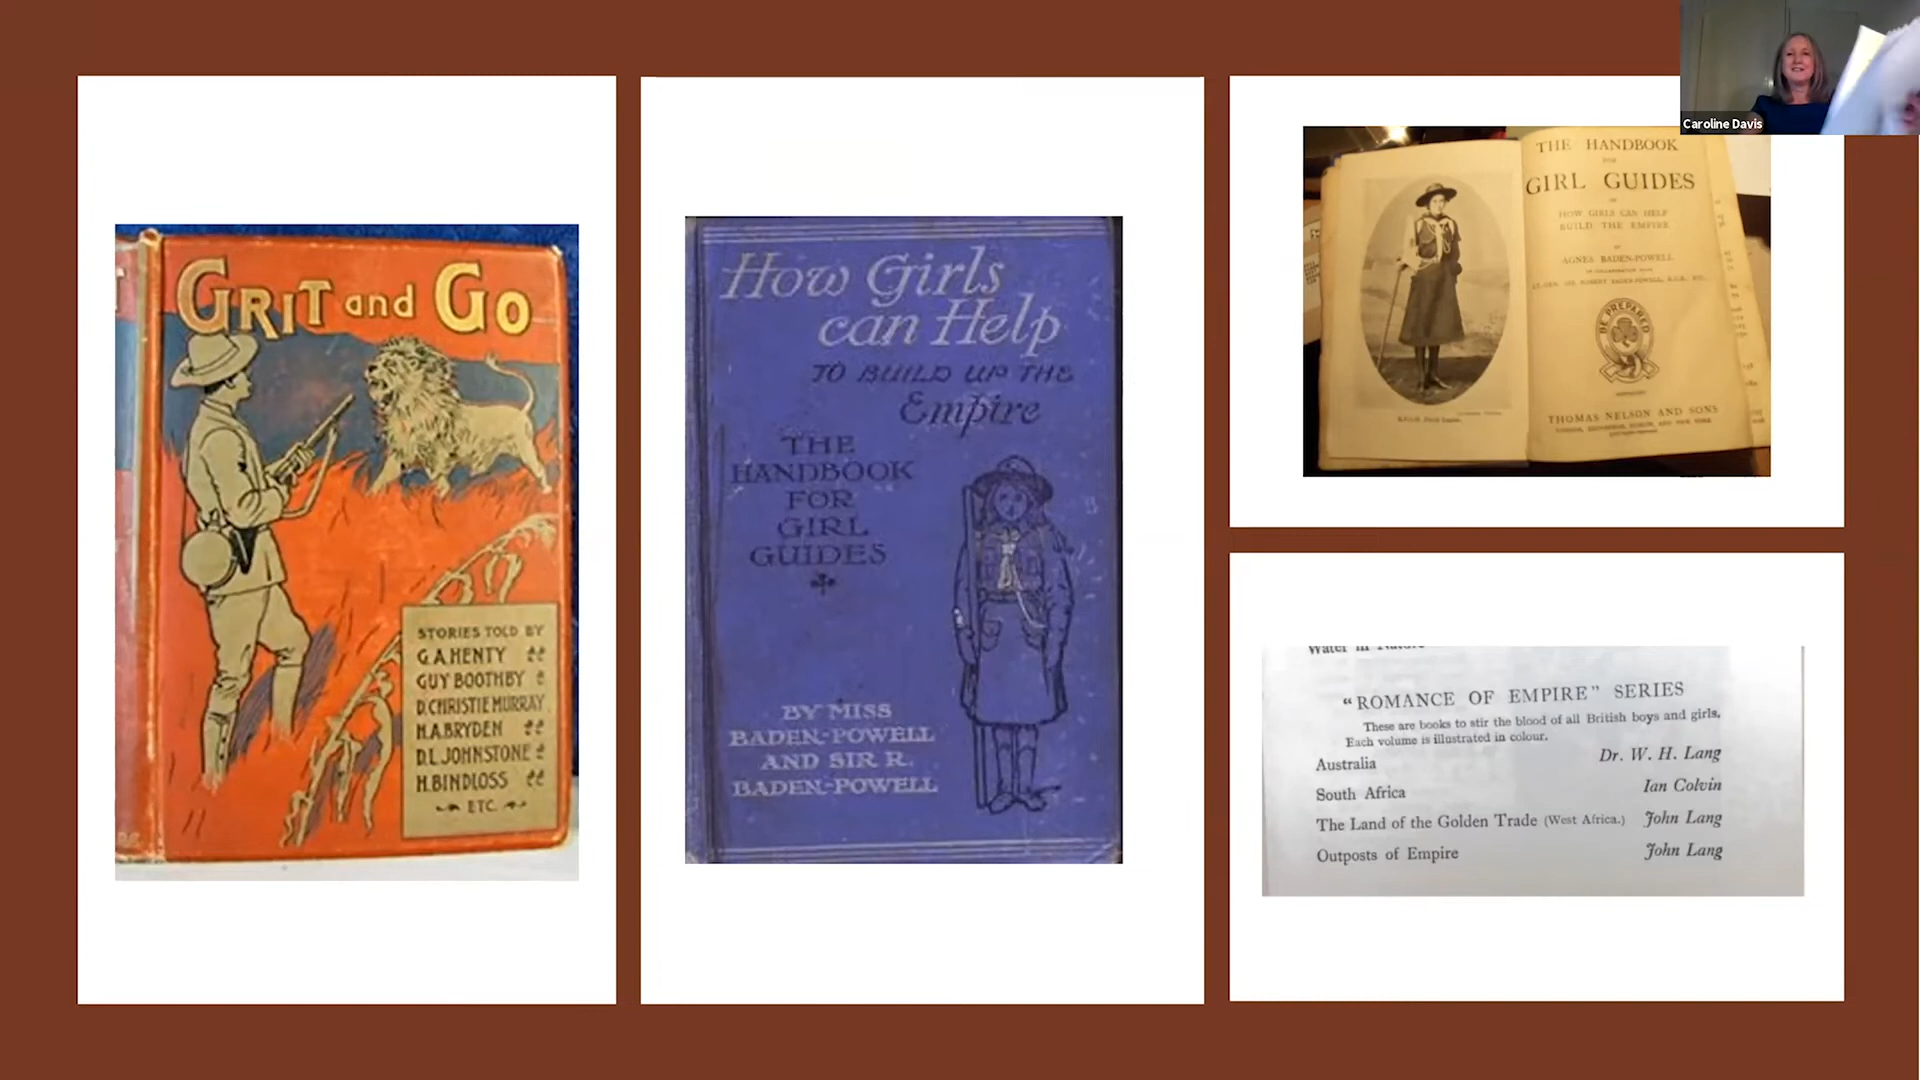 GRIT and GO
STORIES TOLD BY
G.A.HENTY
GUY BOOTHBY
D.CHRISTIE MURRAY
H.A.BRYDEN
D.L.JOHNSTONE
H.BINDLOSS
ETC.
How Girls
can Help
TO BUILD UP THE
Empire
THE
HANDBOOK
FOR
GIRL
GUIDES
BY MISS
BADEN-POWELL
AND SIR R.
BADEN-POWELL
THE HANDBOOK
FOR
GIRL GUIDES
OR
HOW GIRLS CAN HELP
BUILD THE EMPIRE
BY
AGNES BADEN-POWELL
BE PREPARED
THOMAS NELSON AND SONS
Water in
"ROMANCE OF EMPIRE" SERIES
These are books to stir the blood of all British boys and girls.
Each volume is illustrated in colour.
Australia Dr. W. H. Lang
South Africa Ian Colvin
The Land of the Golden Trade (West Africa.) John Lang
Outposts of Empire John Lang
Caroline Davis